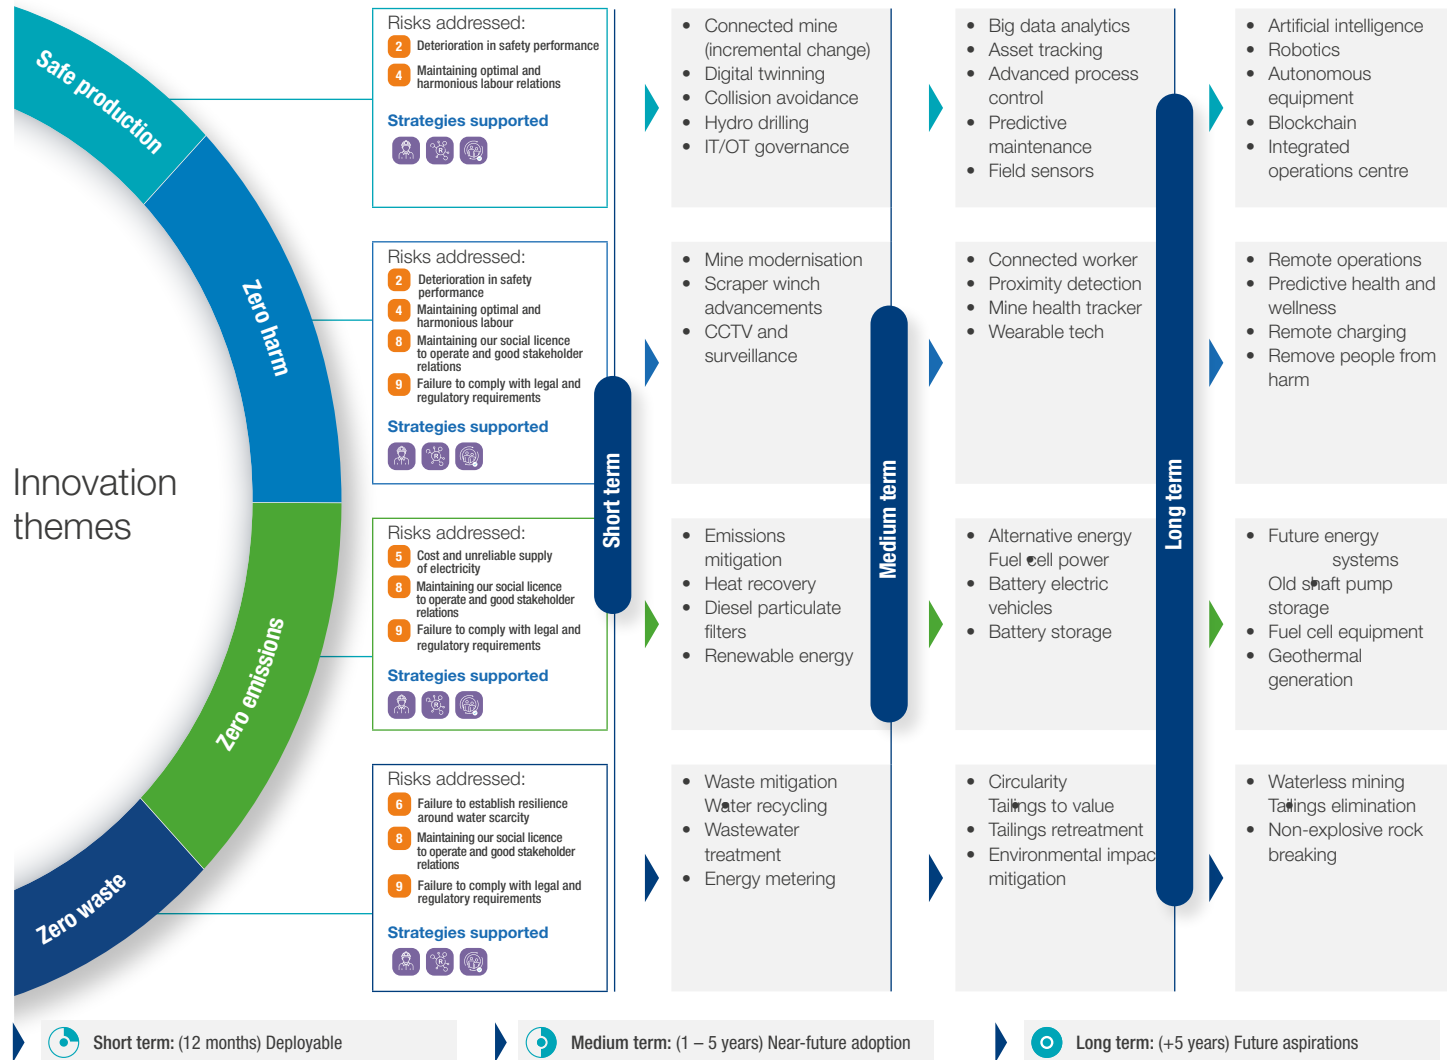 Innovation
themes
Safe production
Risks addressed:
2 Deterioration in safety performance
4 Maintaining optimal and
harmonious labour relations
Strategies supported
• Connected mine
(incremental change)
• Digital twinning
• Collision avoidance
• Hydro drilling
• IT/OT governance
• Big data analytics
• Asset tracking
• Advanced process
control
• Predictive
maintenance
• Field sensors
• Artificial intelligence
• Robotics
• Autonomous
equipment
• Blockchain
• Integrated
operations centre
Zero harm
Risks addressed:
2 Deterioration in safety
performance
4 Maintaining optimal and
harmonious labour
8 Maintaining our social licence
to operate and good stakeholder
relations
9 Failure to comply with legal and
regulatory requirements
Strategies supported
Short term
• Mine modernisation
• Scraper winch
advancements
• CCTV and
surveillance
Medium term
• Connected worker
• Proximity detection
• Mine health tracker
• Wearable tech
Long term
• Remote operations
• Predictive health and
wellness
• Remote charging
• Remove people from
harm
Zero emissions
Risks addressed:
5 Cost and unreliable supply
of electricity
8 Maintaining our social licence
to operate and good stakeholder
relations
9 Failure to comply with legal and
regulatory requirements
Strategies supported
• Emissions
mitigation
• Heat recovery
• Diesel particulate
filters
• Renewable energy
• Alternative energy
• Fuel cell power
• Battery electric
vehicles
• Battery storage
• Future energy
systems
• Old shaft pump
storage
• Fuel cell equipment
• Geothermal
generation
Zero waste
Risks addressed:
6 Failure to establish resilience
around water scarcity
8 Maintaining our social licence
to operate and good stakeholder
relations
9 Failure to comply with legal and
regulatory requirements
Strategies supported
• Waste mitigation
• Water recycling
• Wastewater
treatment
• Energy metering
• Circularity
• Tailings to value
• Tailings retreatment
• Environmental impac
mitigation
• Waterless mining
• Tailings elimination
• Non-explosive rock
breaking
Short term: (12 months) Deployable
Medium term: (1 – 5 years) Near-future adoption
Long term: (+5 years) Future aspirations